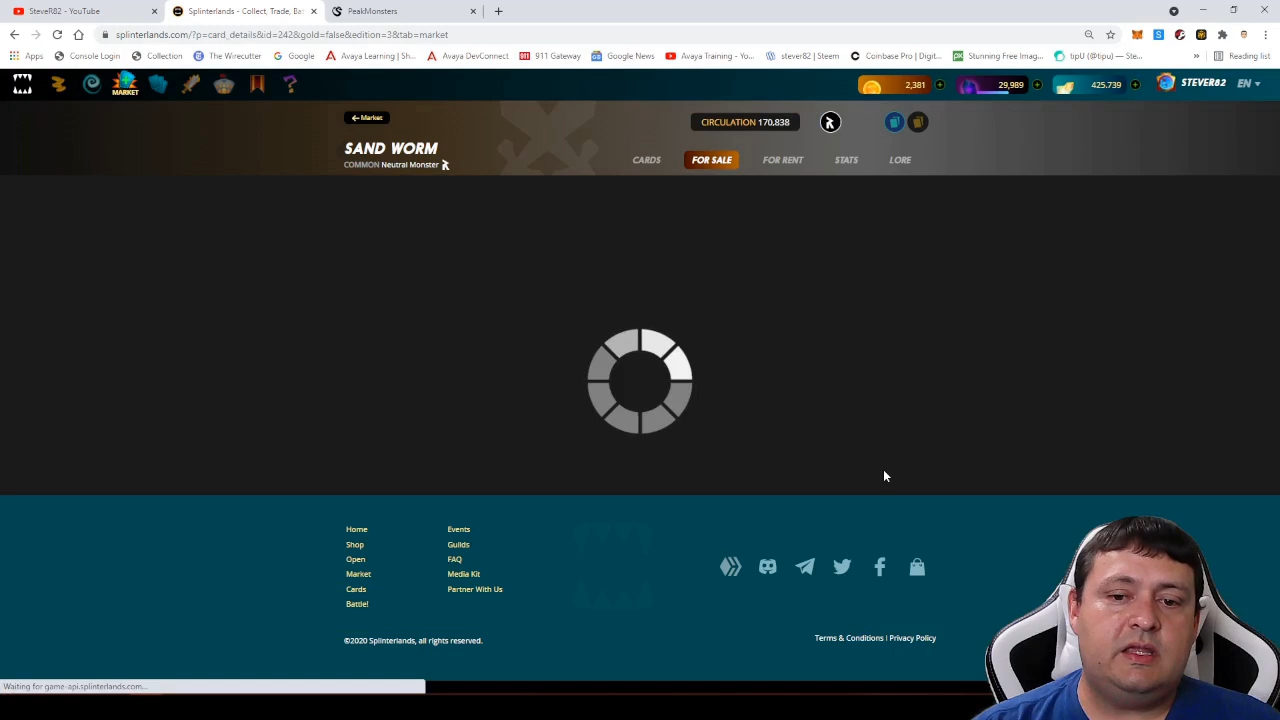 SteveR82 - YouTube
Splinterlands - Collect, Trade, Ba
PeakMonsters
splinterlands.com/?p=card_details&id=242&gold=false&edition=3&tab=market
Apps
Console Login
Collection
The Wirecutter
Google
Avaya Learning | Sh...
Avaya DevConnect
911 Gateway
Google News
Avaya Training - Yo...
stever82 | Steem
Coinbase Pro | Digit...
Stunning Free Imag...
tipU (@tipu) — Ste...
Reading list
MARKET
2,381
29,989
425.739
STEVER82
EN
Market
CIRCULATION 170,838
SAND WORM
COMMON Neutral Monster
CARDS
FOR SALE
FOR RENT
STATS
LORE
Home
Events
Shop
Guilds
Open
FAQ
Market
Media Kit
Cards
Partner With Us
Battle!
©2020 Splinterlands, all rights reserved.
Terms & Conditions | Privacy Policy
Waiting for game-api.splinterlands.com...